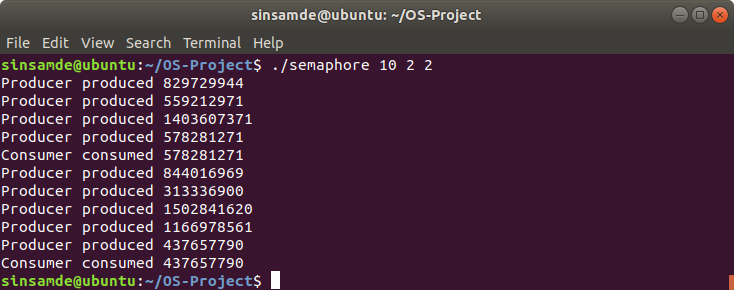 sinsamde@ubuntu: ~/OS-Project
File Edit View Search Terminal Help
sinsamde@ubuntu:~/OS-Project$ ./semaphore 10 2 2
Producer produced 829729944
Producer produced 559212971
Producer produced 1403607371
Producer produced 578281271
Consumer consumed 578281271
Producer produced 844016969
Producer produced 313336900
Producer produced 1502841620
Producer produced 1166978561
Producer produced 437657790
Consumer consumed 437657790
sinsamde@ubuntu:~/OS-Project$